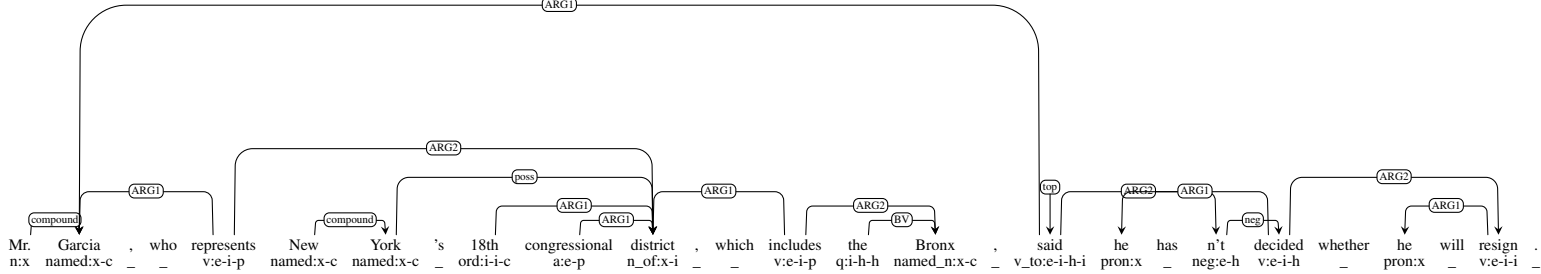 ARG1
ARG2
poss
ARG1 ARG1 top ARG2 ARG1 ARG2
ARG1 ARG2 ARG1
compound compound ARG1 BV neg
Mr. Garcia , who represents New York 's 18th congressional district , which includes the Bronx , said he has n't decided whether he will resign .
n:x named:x-c _ _ v:e-i-p named:x-c named:x-c _ ord:i-i-c a:e-p n_of:x-i _ _ v:e-i-p q:i-h-h named_n:x-c _ v_to:e-i-h-i pron:x _ neg:e-h v:e-i-h _ pron:x _ v:e-i-i _